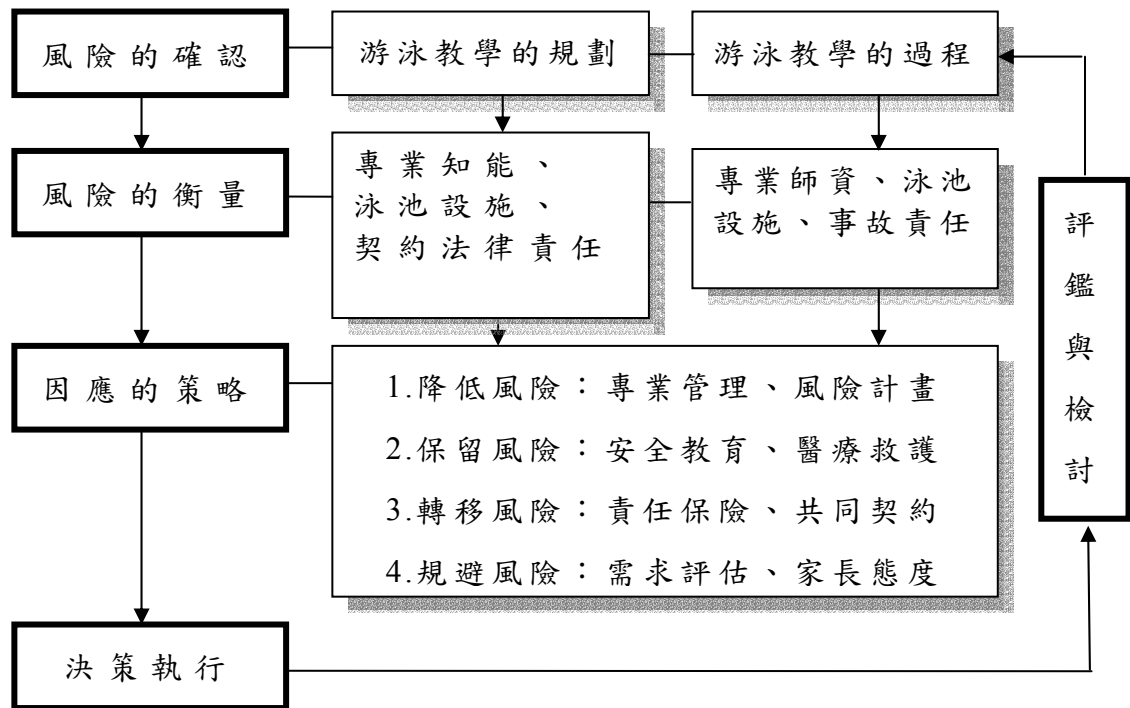 風險的確認
游泳教學的規劃
游泳教學的過程
風險的衡量
專業知能、
泳池設施、
契約法律責任
專業師資、泳池
設施、事故責任
因應的策略
1.降低風險：專業管理、風險計畫
2.保留風險：安全教育、醫療救護
3.轉移風險：責任保險、共同契約
4.規避風險：需求評估、家長態度
決策執行
評鑑與檢討